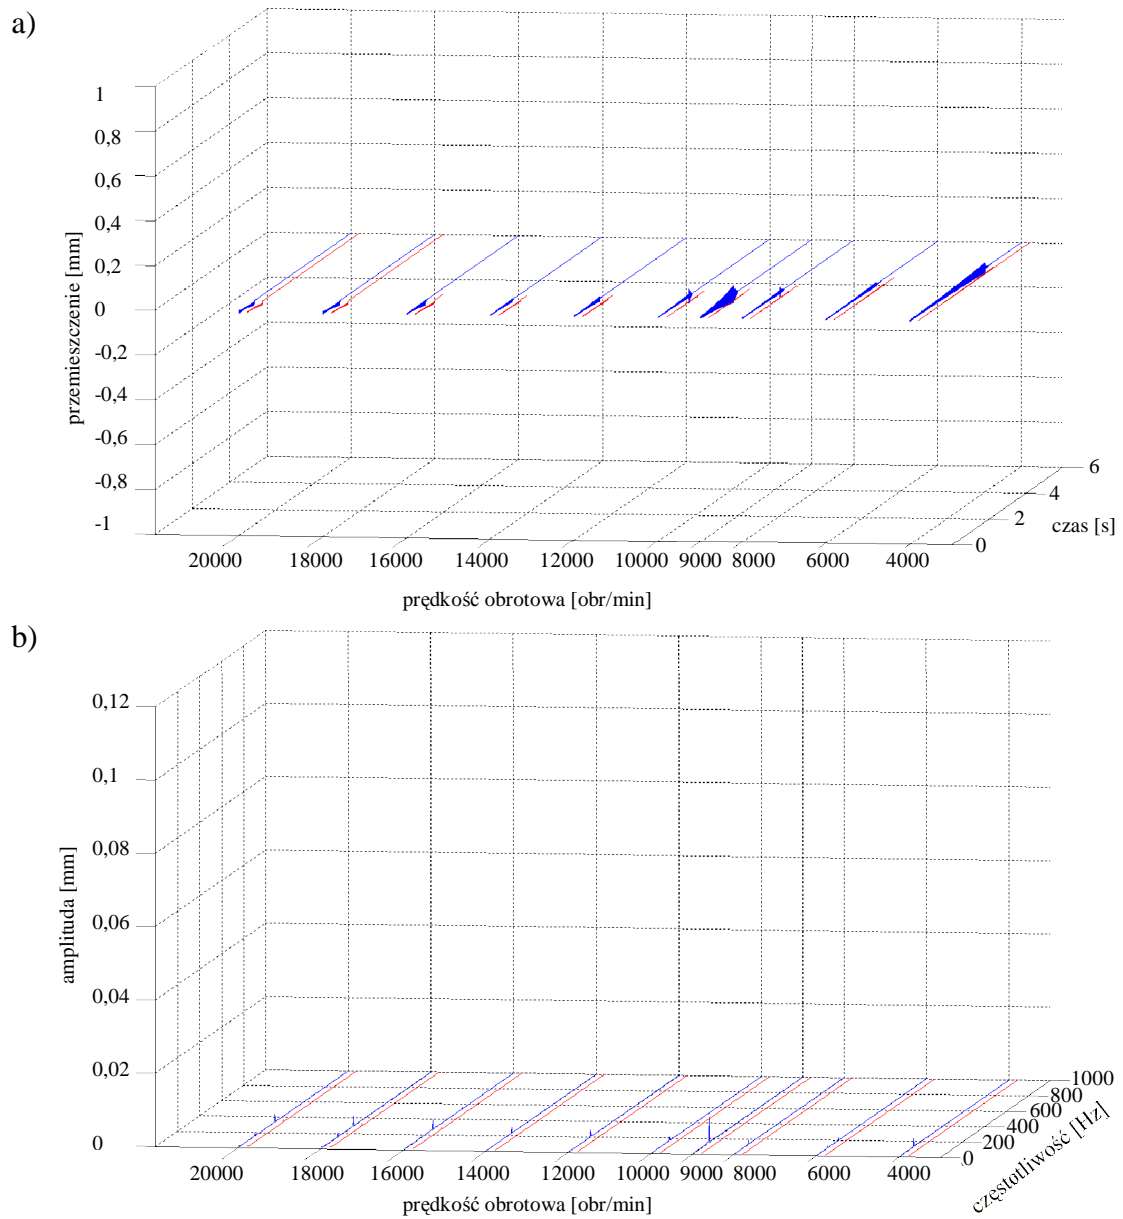 a)
1
0,8
0,6
0,4
0,2
0
-0,2
-0,4
-0,6
-0,8
-1
przemieszczenie [mm]
20000 18000 16000 14000 12000 10000 9000 8000 6000 4000
prędkość obrotowa [obr/min]
0 2 4 6
czas [s]
b)
0,12
0,1
0,08
0,06
0,04
0,02
0
amplituda [mm]
20000 18000 16000 14000 12000 10000 9000 8000 6000 4000
prędkość obrotowa [obr/min]
0 200 400 600 800 1000
częstotliwość [Hz]